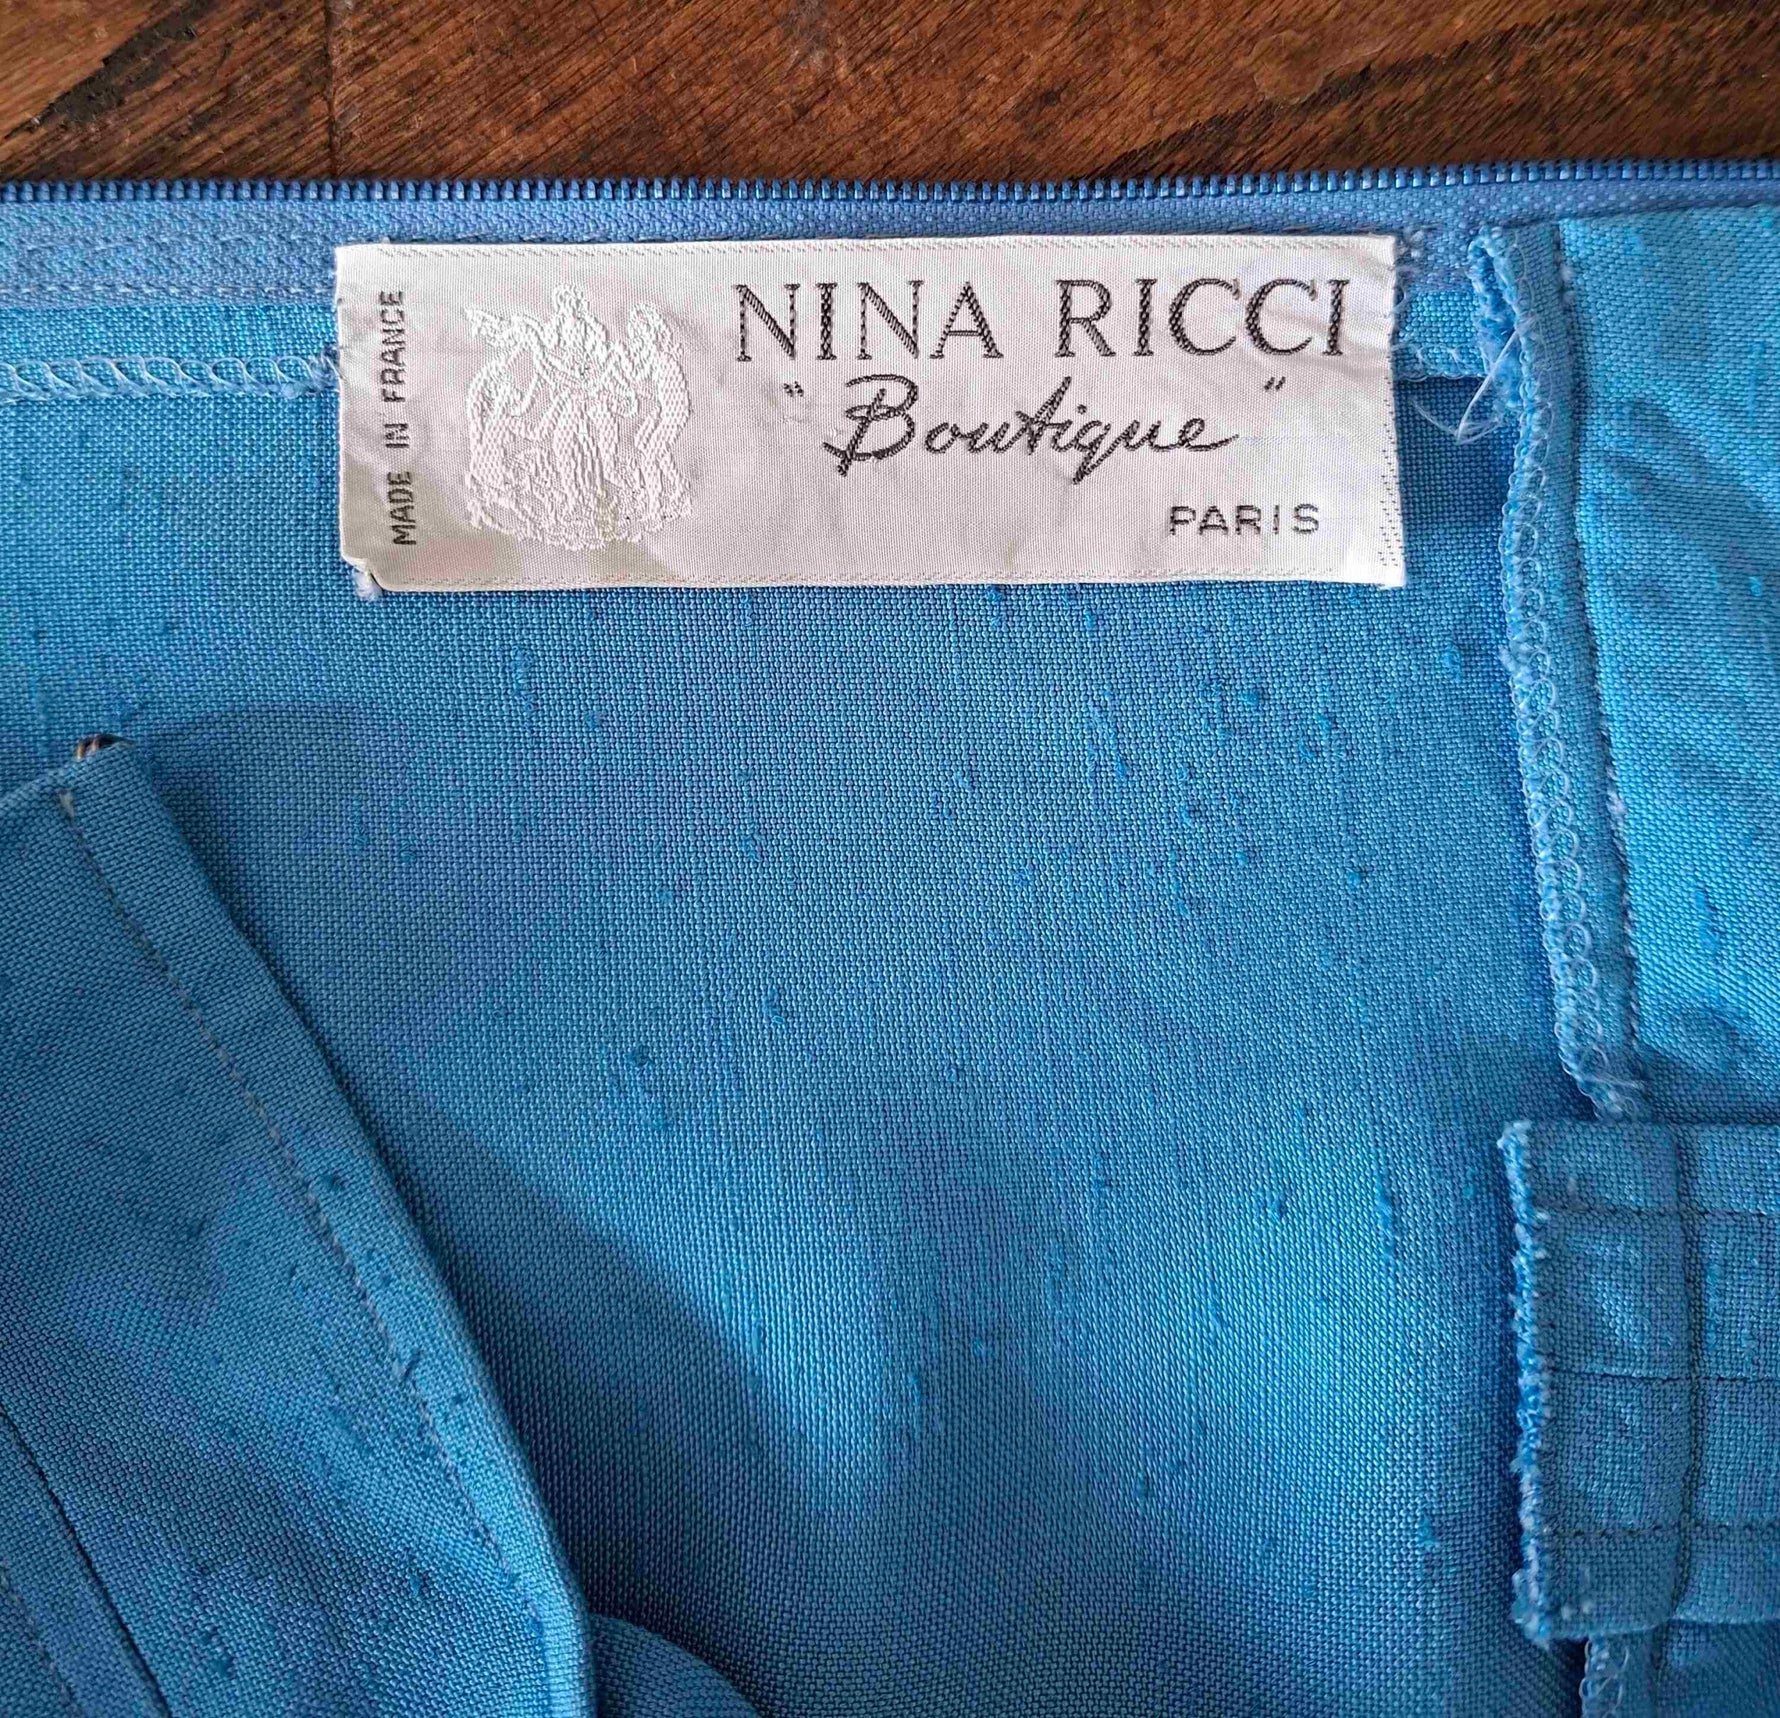 MADE IN FRANCE
NINA RICCI
"Boutique"
PARIS